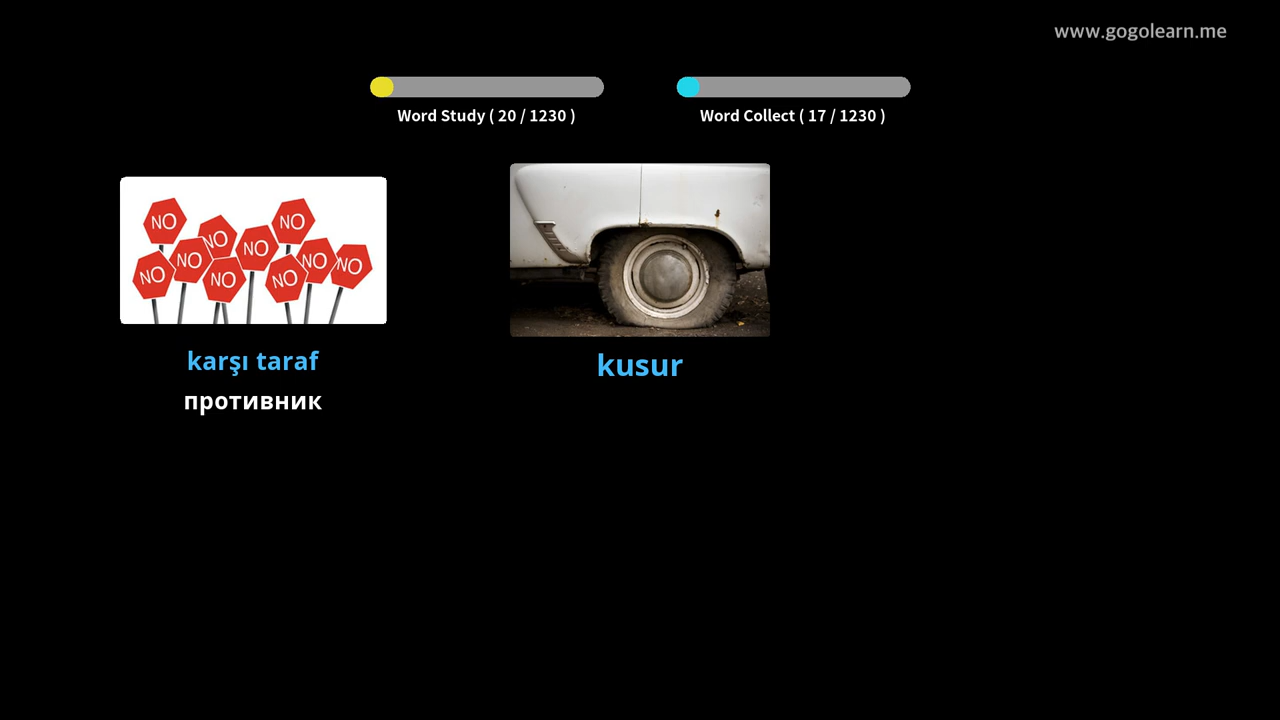 www.gogolearn.me
Word Study ( 20 / 1230 )
Word Collect ( 17 / 1230 )
NO
NO
NO
NO
NO
NO
NO
NO
NO
NO
karşı taraf
противник
kusur